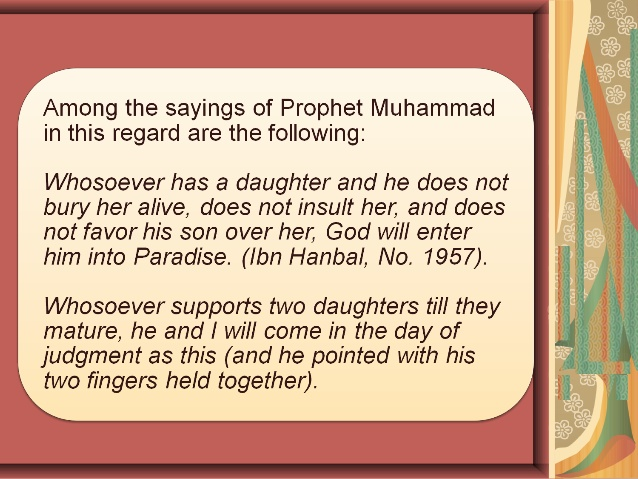 Among the sayings of Prophet Muhammad
in this regard are the following:
Whosoever has a daughter and he does not
bury her alive, does not insult her, and does
not favor his son over her, God will enter
him into Paradise. (Ibn Hanbal, No. 1957).
Whosoever supports two daughters till they
mature, he and I will come in the day of
judgment as this (and he pointed with his
two fingers held together).